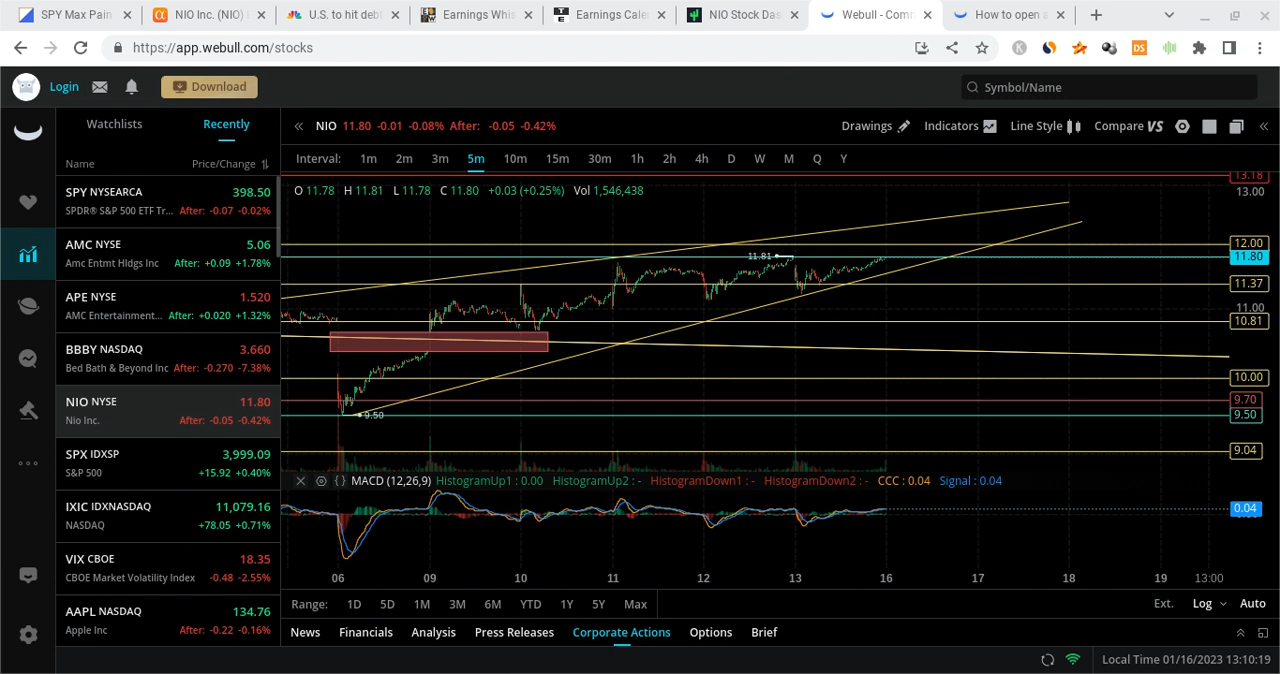 SPY Max Pain
NIO Inc. (NIO)
U.S. to hit deb
Earnings Whis
Earnings Cale
NIO Stock Das
Webull - Com
How to open a
https://app.webull.com/stocks
Login
Download
Symbol/Name
Watchlists
Recently
NIO 11.80 -0.01 -0.08% After: -0.05 -0.42%
Drawings
Indicators
Line Style
Compare VS
Name
Price/Change
Interval: 1m 2m 3m 5m 10m 15m 30m 1h 2h 4h D W M Q Y
O 11.78 H 11.81 L 11.78 C 11.80 +0.03 (+0.25%) Vol 1,546,438
SPY NYSEARCA 398.50
SPDR® S&P 500 ETF Tr... After: -0.07 -0.02%
AMC NYSE 5.06
Amc Entmt Hldgs Inc After: +0.09 +1.78%
APE NYSE 1.520
AMC Entertainment... After: +0.020 +1.32%
BBBY NASDAQ 3.660
Bed Bath & Beyond Inc After: -0.270 -7.38%
NIO NYSE 11.80
Nio Inc. After: -0.05 -0.42%
SPX IDXSP 3,999.09
S&P 500 +15.92 +0.40%
IXIC IDXNASDAQ 11,079.16
NASDAQ +78.05 +0.71%
VIX CBOE 18.35
CBOE Market Volatility Index -0.48 -2.55%
AAPL NASDAQ 134.76
Apple Inc After: -0.22 -0.16%
13.18
13.00
12.00
11.81
11.80
11.37
11.00
10.81
10.00
9.70
9.50
9.50
9.04
MACD (12,26,9) HistogramUp1 : 0.00 HistogramUp2 : - HistogramDown1 : - HistogramDown2 : - CCC : 0.04 Signal : 0.04
0.04
06 09 10 11 12 13 16 17 18 19 13:00
Range: 1D 5D 1M 3M 6M YTD 1Y 5Y Max
Ext. Log Auto
News Financials Analysis Press Releases Corporate Actions Options Brief
Local Time 01/16/2023 13:10:19